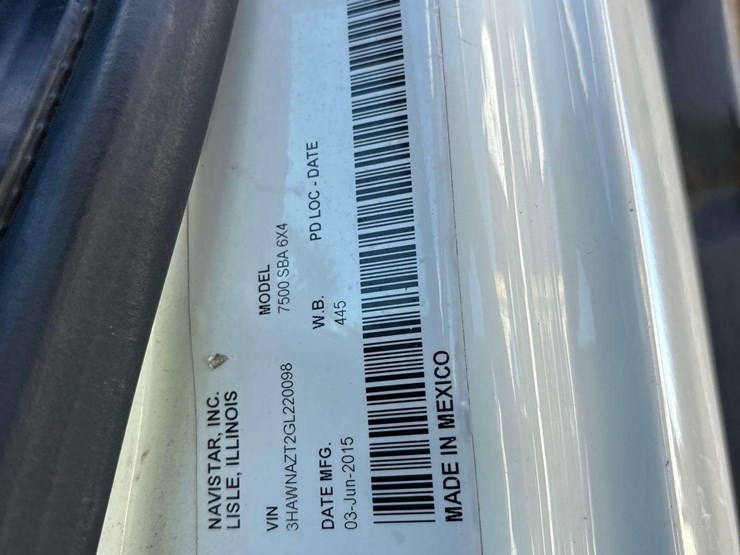 NAVISTAR, INC.
LISLE, ILLINOIS
VIN MODEL
3HAWNAZT2GL220098 7500 SBA 6X4
DATE MFG. W.B. PD LOC - DATE
03-Jun-2015 445
MADE IN MEXICO